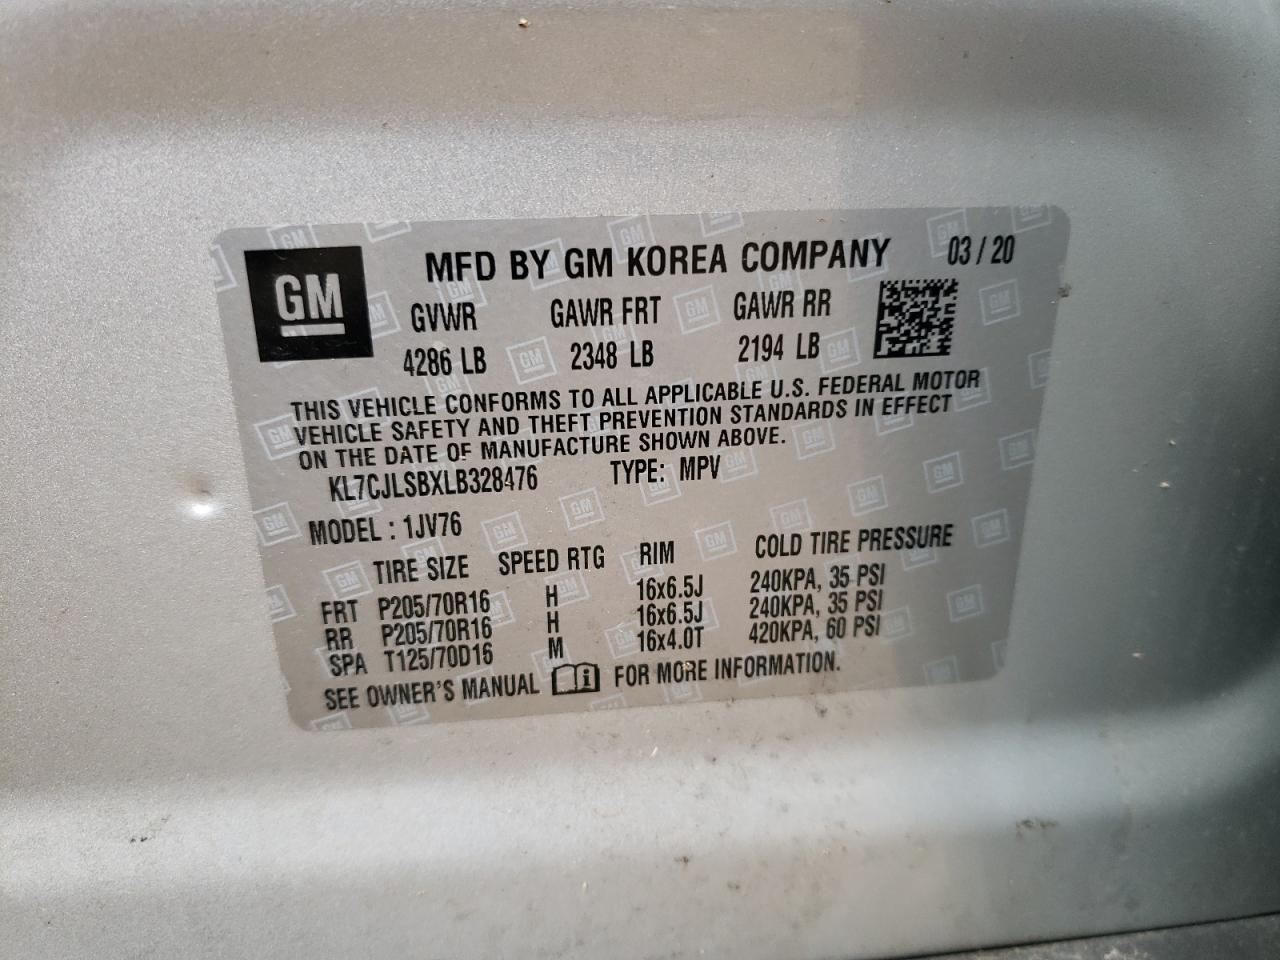 GM MFD BY GM KOREA COMPANY 03 / 20
GVWR GAWR FRT GAWR RR
4286 LB 2348 LB 2194 LB
THIS VEHICLE CONFORMS TO ALL APPLICABLE U.S. FEDERAL MOTOR
VEHICLE SAFETY AND THEFT PREVENTION STANDARDS IN EFFECT
ON THE DATE OF MANUFACTURE SHOWN ABOVE.
KL7CJLSBXLB328476 TYPE: MPV
MODEL : 1JV76
TIRE SIZE SPEED RTG RIM COLD TIRE PRESSURE
FRT P205/70R16 H 16x6.5J 240KPA, 35 PSI
RR P205/70R16 H 16x6.5J 240KPA, 35 PSI
SPA T125/70D16 M 16x4.0T 420KPA, 60 PSI
SEE OWNER'S MANUAL i FOR MORE INFORMATION.